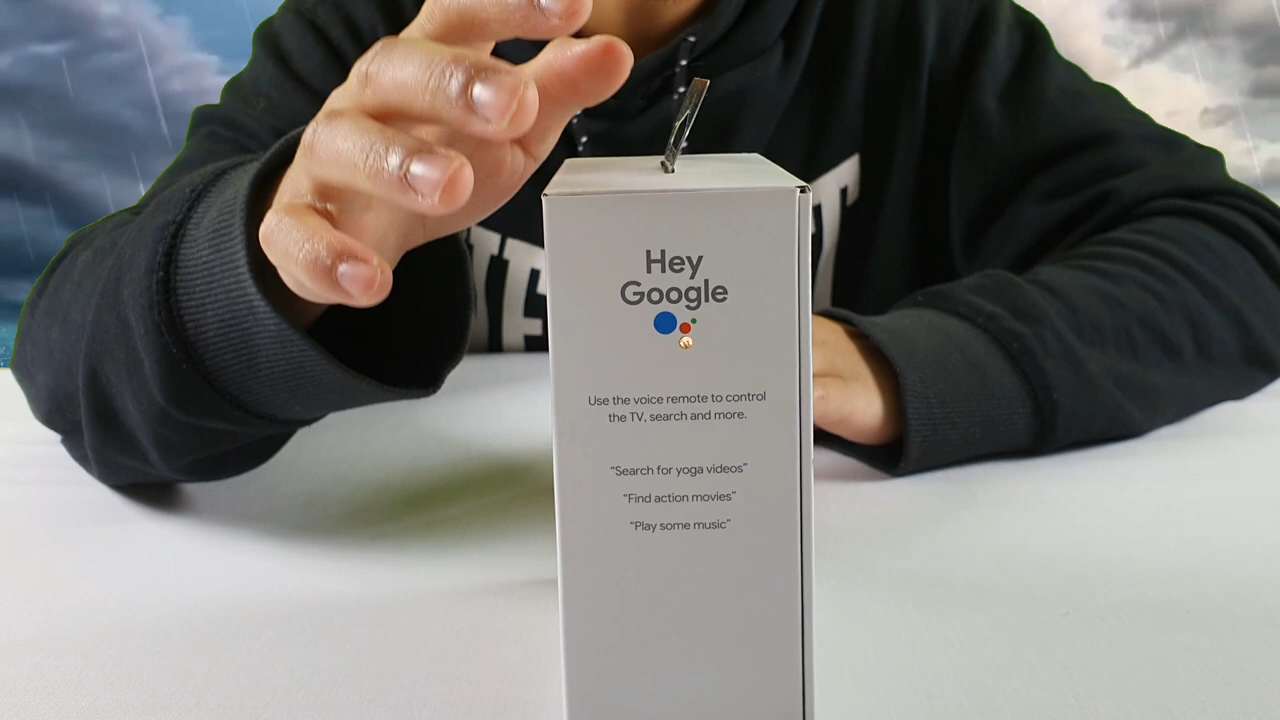 Hey
Google
Use the voice remote to control
the TV, search and more.
“Search for yoga videos”
“Find action movies”
“Play some music”